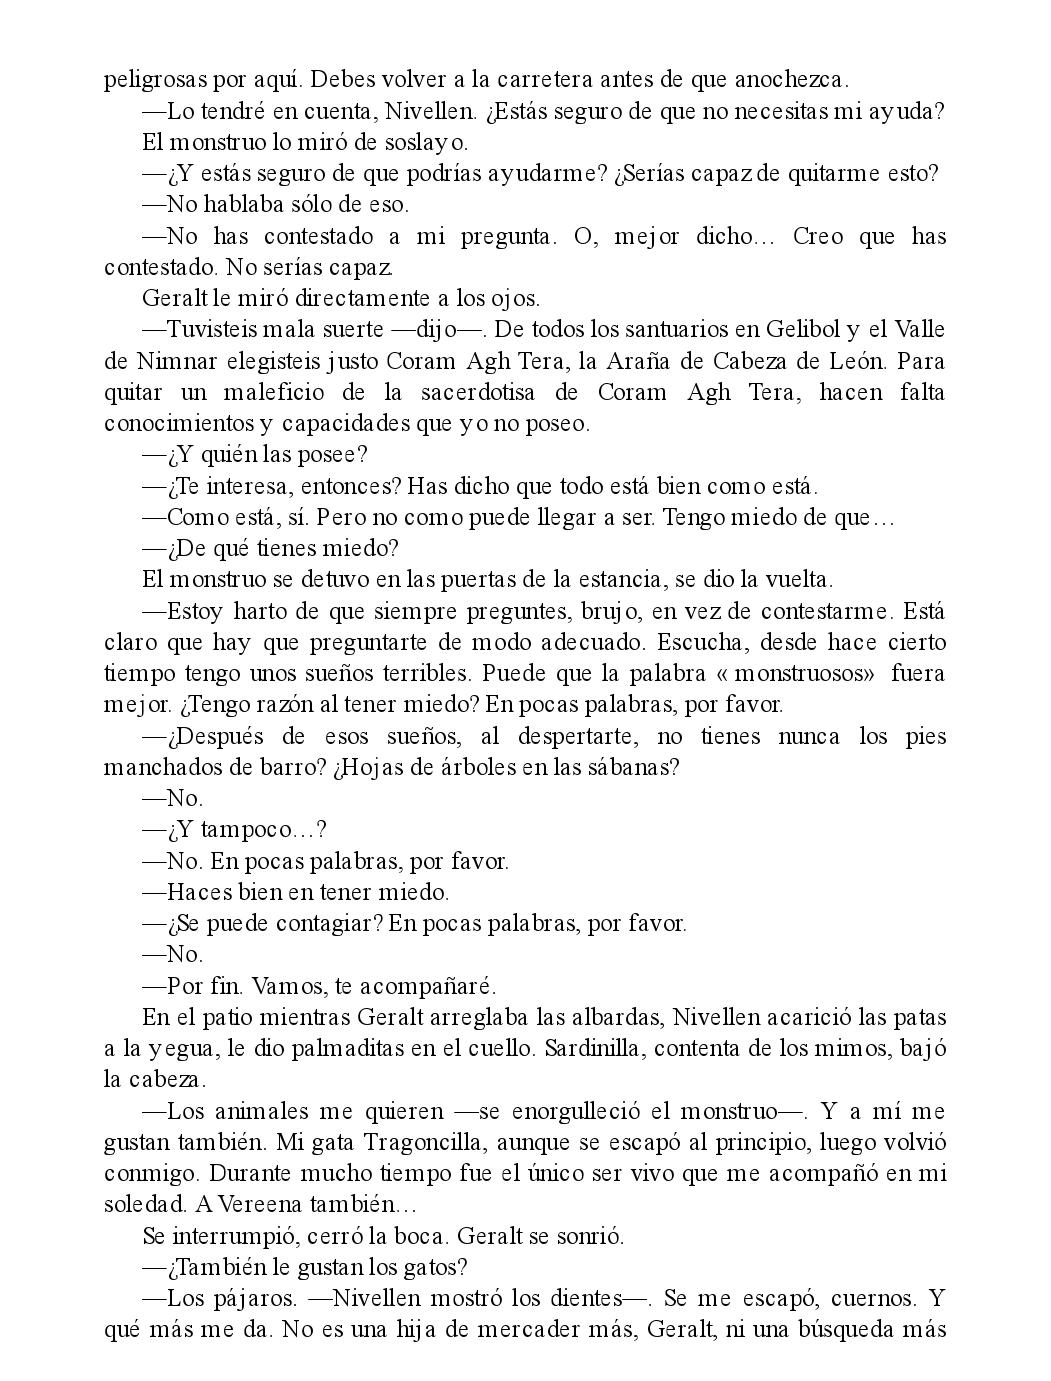 peligrosas por aquí. Debes volver a la carretera antes de que anochezca.
—Lo tendré en cuenta, Nivellen. ¿Estás seguro de que no necesitas mi ayuda?
El monstruo lo miró de soslayo.
—¿Y estás seguro de que podrías ayudarme? ¿Serías capaz de quitarme esto?
—No hablaba sólo de eso.
—No has contestado a mi pregunta. O, mejor dicho… Creo que has
contestado. No serías capaz.
Geralt le miró directamente a los ojos.
—Tuvisteis mala suerte —dijo—. De todos los santuarios en Gelibol y el Valle
de Nimnar elegisteis justo Coram Agh Tera, la Araña de Cabeza de León. Para
quitar un maleficio de la sacerdotisa de Coram Agh Tera, hacen falta
conocimientos y capacidades que yo no poseo.
—¿Y quién las posee?
—¿Te interesa, entonces? Has dicho que todo está bien como está.
—Como está, sí. Pero no como puede llegar a ser. Tengo miedo de que…
—¿De qué tienes miedo?
El monstruo se detuvo en las puertas de la estancia, se dio la vuelta.
—Estoy harto de que siempre preguntes, brujo, en vez de contestarme. Está
claro que hay que preguntarte de modo adecuado. Escucha, desde hace cierto
tiempo tengo unos sueños terribles. Puede que la palabra «monstruosos» fuera
mejor. ¿Tengo razón al tener miedo? En pocas palabras, por favor.
—¿Después de esos sueños, al despertarte, no tienes nunca los pies
manchados de barro? ¿Hojas de árboles en las sábanas?
—No.
—¿Y tampoco…?
—No. En pocas palabras, por favor.
—Haces bien en tener miedo.
—¿Se puede contagiar? En pocas palabras, por favor.
—No.
—Por fin. Vamos, te acompañaré.
En el patio mientras Geralt arreglaba las albardas, Nivellen acarició las patas
a la yegua, le dio palmaditas en el cuello. Sardinilla, contenta de los mimos, bajó
la cabeza.
—Los animales me quieren —se enorgulleció el monstruo—. Y a mí me
gustan también. Mi gata Tragoncilla, aunque se escapó al principio, luego volvió
conmigo. Durante mucho tiempo fue el único ser vivo que me acompañó en mi
soledad. A Vereena también…
Se interrumpió, cerró la boca. Geralt se sonrió.
—¿También le gustan los gatos?
—Los pájaros. —Nivellen mostró los dientes—. Se me escapó, cuernos. Y
qué más me da. No es una hija de mercader más, Geralt, ni una búsqueda más